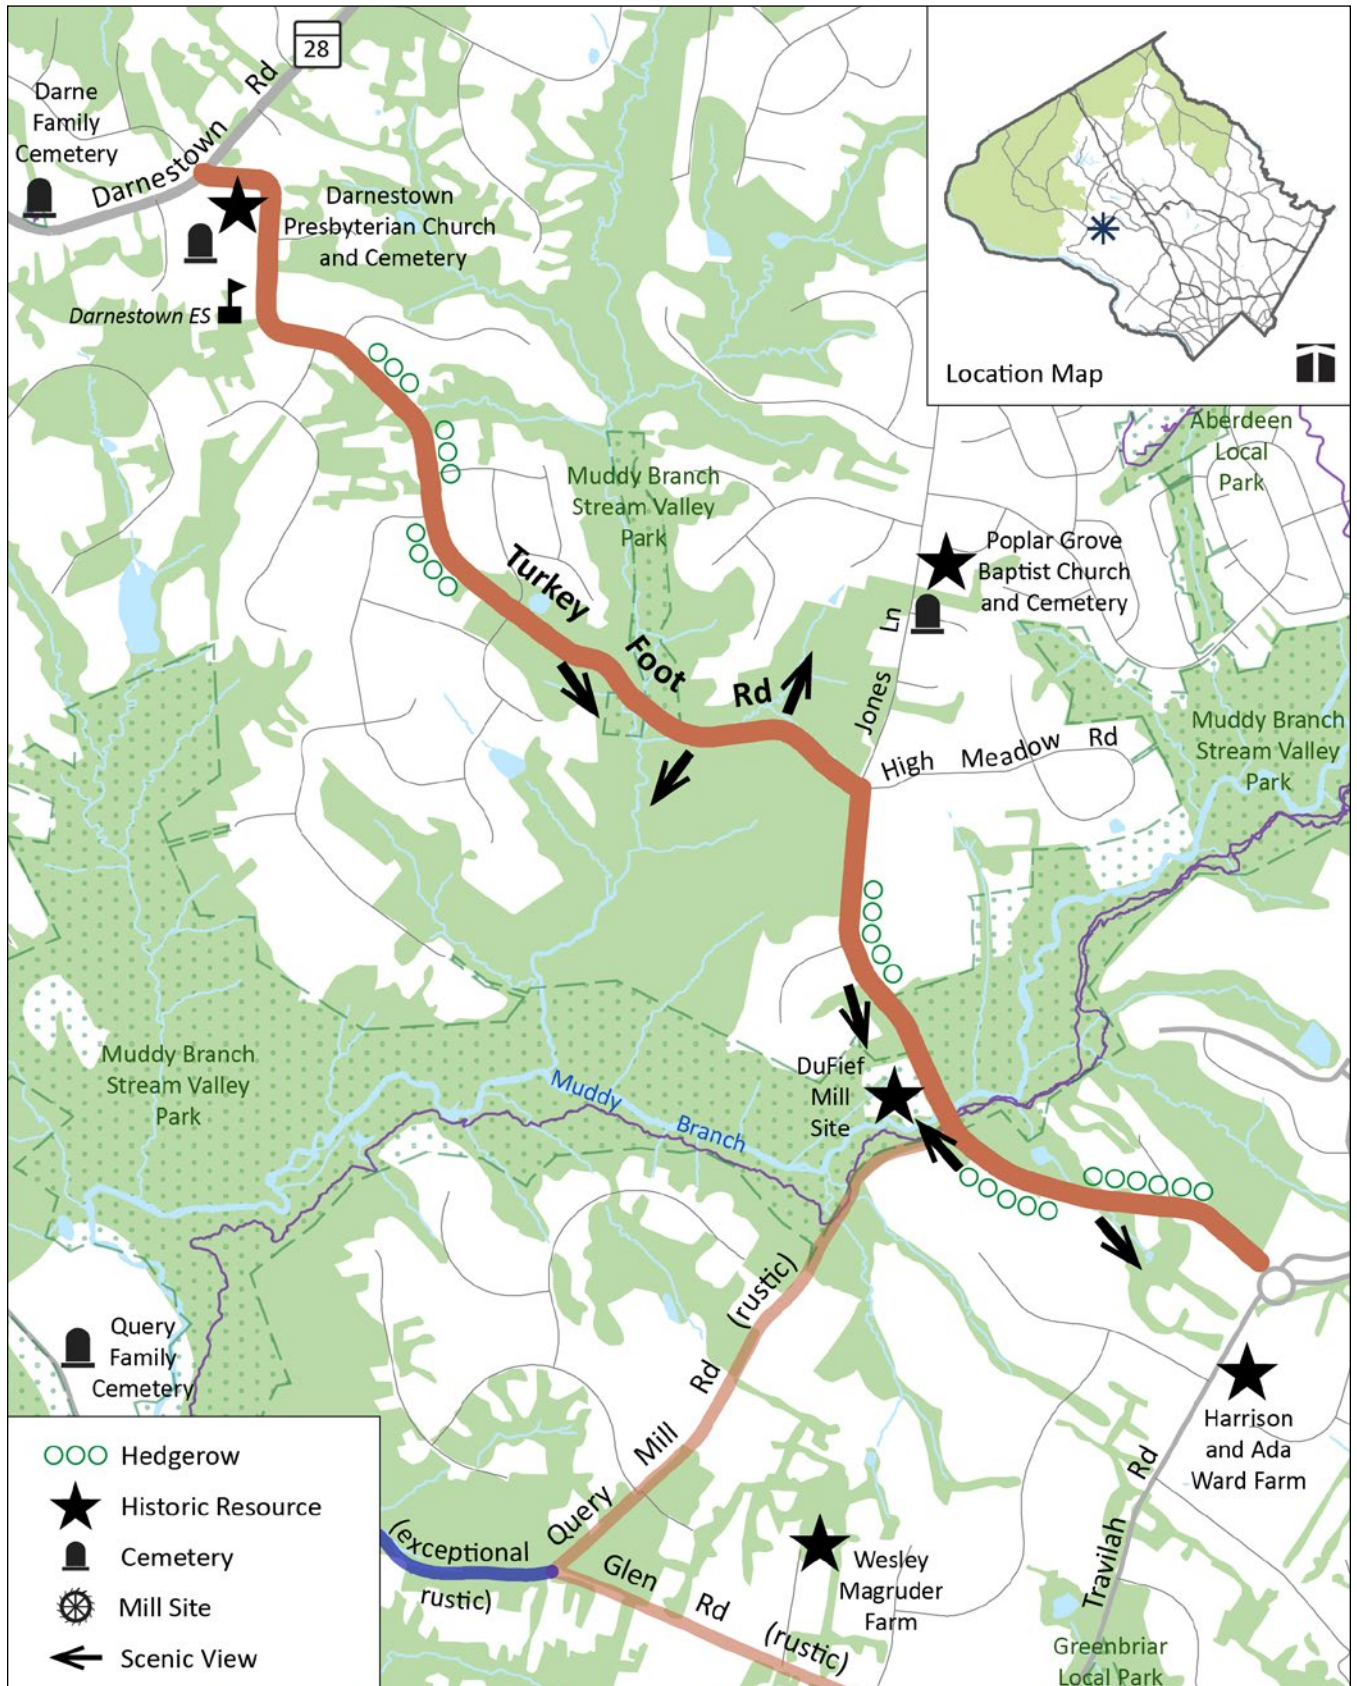 28
Darnestown Rd
Darne
Family
Cemetery
Darnestown
Presbyterian Church
and Cemetery
Darnestown ES
Location Map
Aberdeen
Local
Park
Muddy Branch
Stream Valley
Park
Poplar Grove
Baptist Church
and Cemetery
Turkey Foot Rd
Jones Ln
High Meadow Rd
Muddy Branch
Stream Valley
Park
Muddy Branch
Stream Valley
Park
DuFief
Mill
Site
Muddy Branch
Query
Family
Cemetery
Query Mill Rd (rustic)
Harrison
and Ada
Ward Farm
Travilah Rd
(exceptional
rustic)
Glen Rd (rustic)
Wesley
Magruder
Farm
Greenbriar
Local Park
Hedgerow
Historic Resource
Cemetery
Mill Site
Scenic View